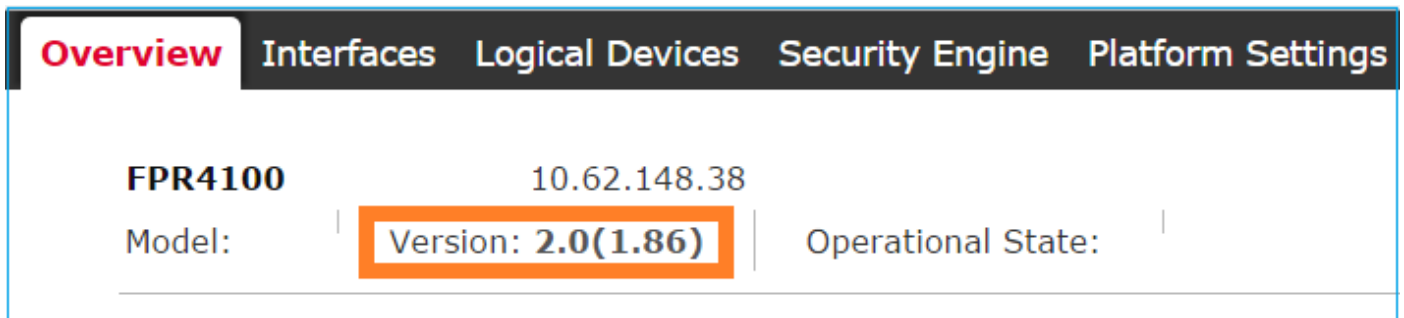 Overview Interfaces Logical Devices Security Engine Platform Settings
FPR4100 10.62.148.38
Model: Version: 2.0(1.86) Operational State: